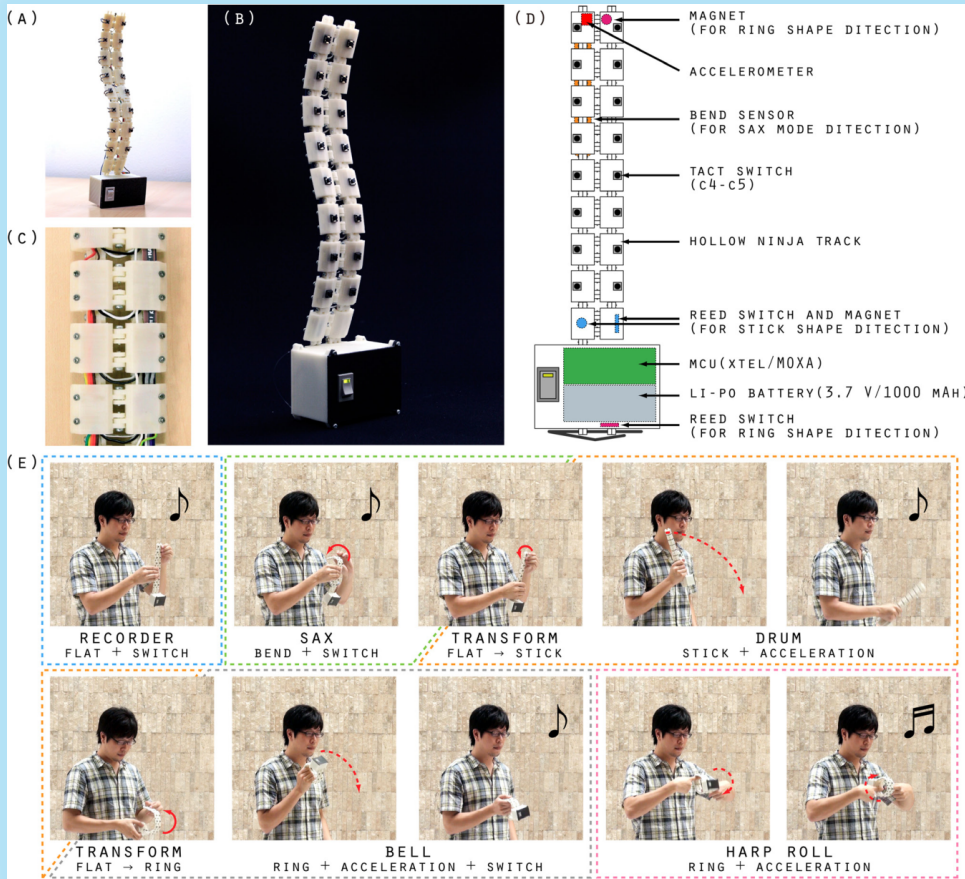 (A)
(B)
(C)
(D)
MAGNET
(FOR RING SHAPE DITECTION)
ACCELEROMETER
BEND SENSOR
(FOR SAX MODE DITECTION)
TACT SWITCH
(C4-C5)
HOLLOW NINJA TRACK
REED SWITCH AND MAGNET
(FOR STICK SHAPE DITECTION)
MCU(XTEL/MOXA)
LI-PO BATTERY(3.7 V/1000 MAH)
REED SWITCH
(FOR RING SHAPE DITECTION)
(E)
RECORDER
FLAT + SWITCH
SAX
BEND + SWITCH
TRANSFORM
FLAT → STICK
DRUM
STICK + ACCELERATION
TRANSFORM
FLAT → RING
BELL
RING + ACCELERATION + SWITCH
HARP ROLL
RING + ACCELERATION